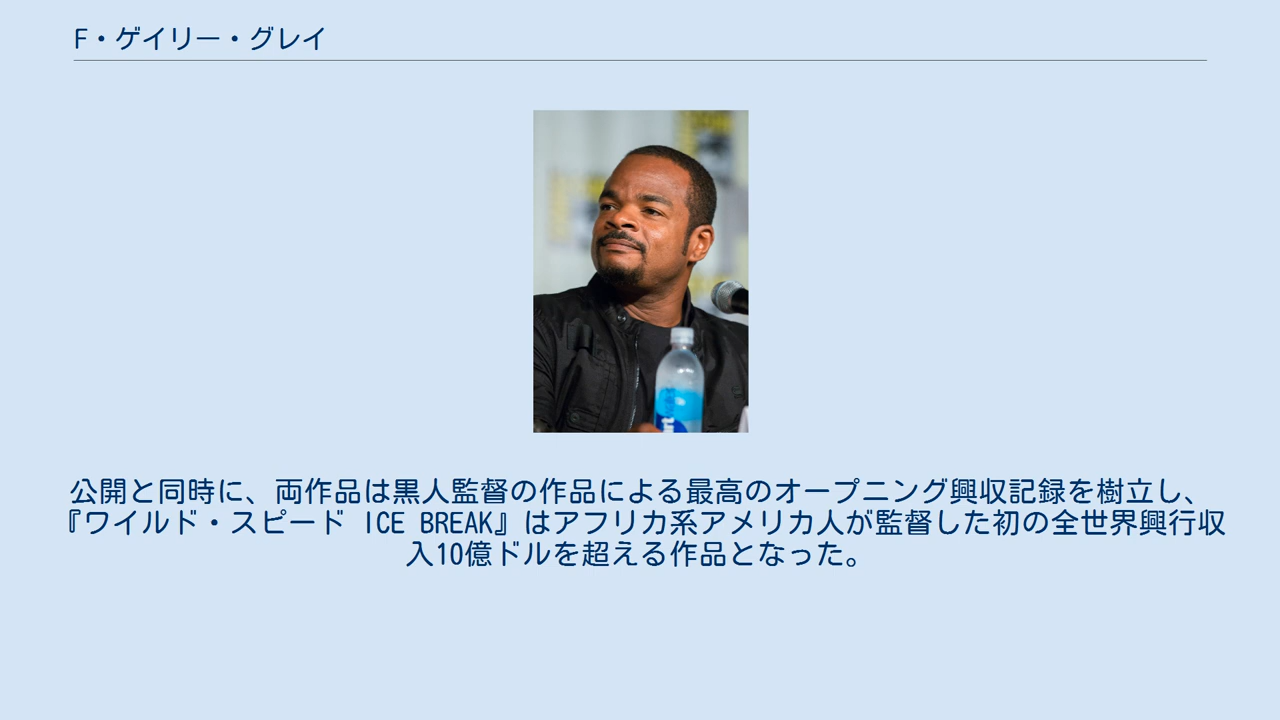 F・ゲイリー・グレイ
公開と同時に、両作品は黒人監督の作品による最高のオープニング興収記録を樹立し、
『ワイルド・スピード ICE BREAK』はアフリカ系アメリカ人が監督した初の全世界興行収
入10億ドルを超える作品となった。